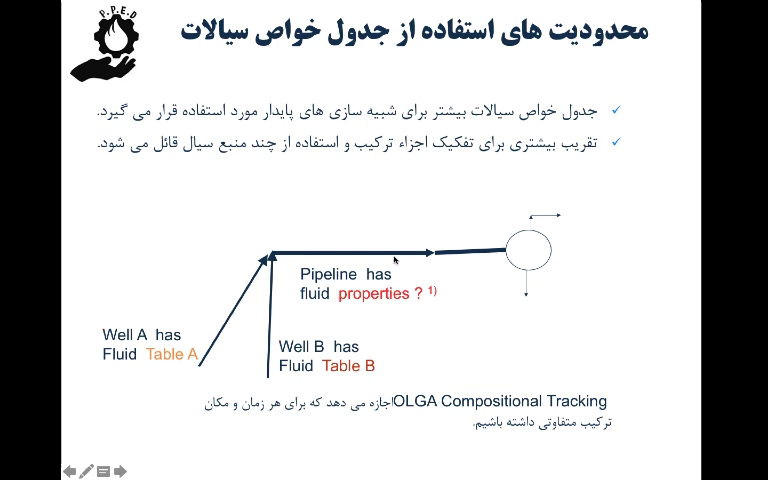 P.P.E.D
محدودیت های استفاده از جدول خواص سیالات
جدول خواص سیالات بیشتر برای شبیه سازی های پایدار مورد استفاده قرار می گیرد.
تقریب بیشتری برای تفکیک اجزاء ترکیب و استفاده از چند منبع سیال قائل می شود.
Pipeline has
fluid properties ? 1)
Well A has
Fluid Table A
Well B has
Fluid Table B
OLGA Compositional Tracking اجازه می دهد که برای هر زمان و مکان
ترکیب متفاوتی داشته باشیم.